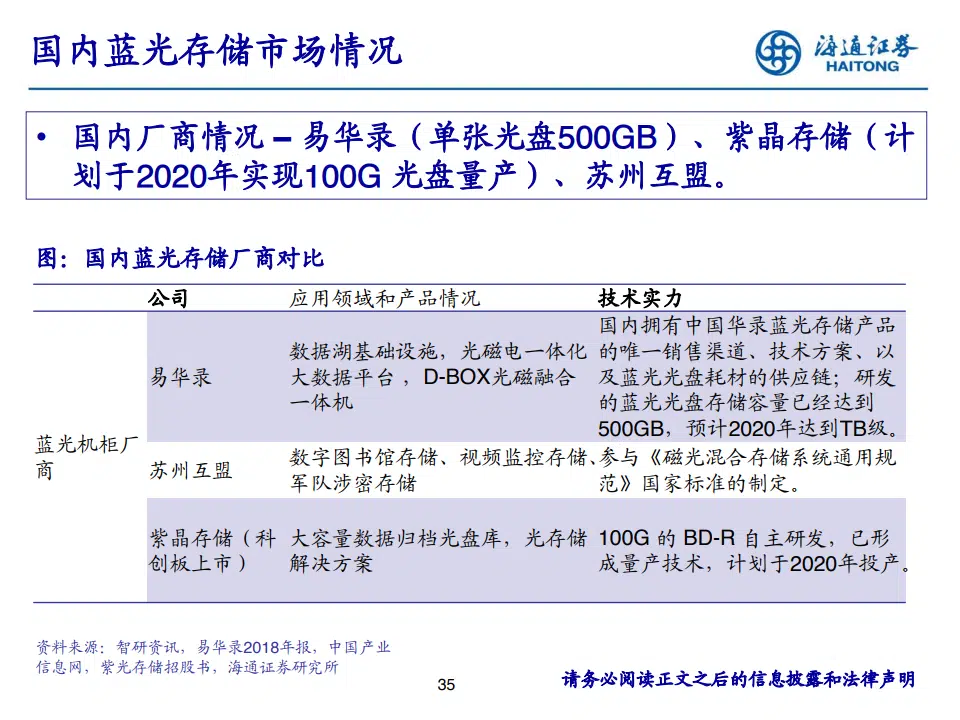 国内蓝光存储市场情况
海通证券
HAITONG
• 国内厂商情况 – 易华录（单张光盘500GB）、紫晶存储（计
划于2020年实现100G 光盘量产）、苏州互盟。
图：国内蓝光存储厂商对比
公司 应用领域和产品情况 技术实力
蓝光机柜厂
商
易华录
数据湖基础设施，光磁电一体化
大数据平台 ，D-BOX光磁融合
一体机
国内拥有中国华录蓝光存储产品
的唯一销售渠道、技术方案、以
及蓝光光盘耗材的供应链；研发
的蓝光光盘存储容量已经达到
500GB，预计2020年达到TB级。
苏州互盟
数字图书馆存储、视频监控存储、
军队涉密存储
参与《磁光混合存储系统通用规
范》国家标准的制定。
紫晶存储（科
创板上市）
大容量数据归档光盘库，光存储
解决方案
100G 的 BD-R 自主研发，已形
成量产技术，计划于2020年投产。
资料来源：智研资讯，易华录2018年报，中国产业
信息网，紫光存储招股书，海通证券研究所
35
请务必阅读正文之后的信息披露和法律声明